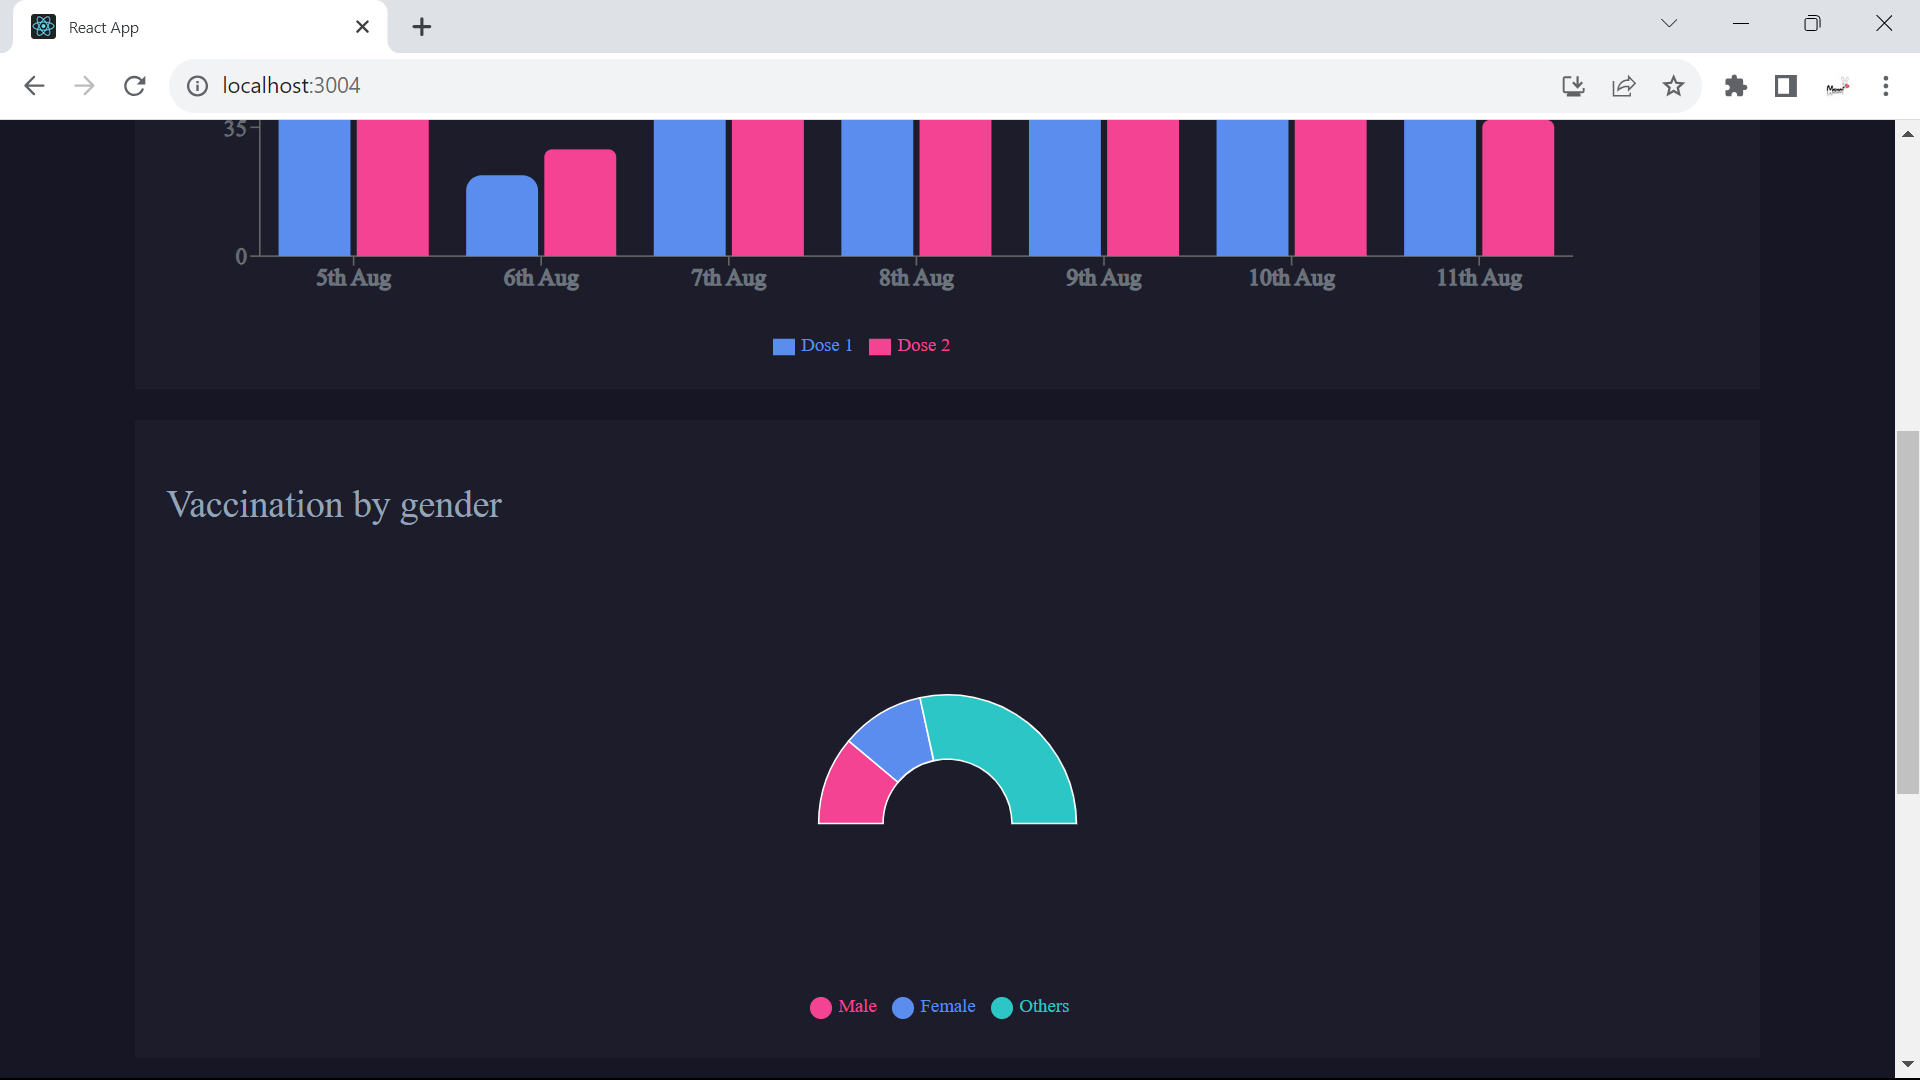 React App
localhost:3004
35
0
5th Aug 6th Aug 7th Aug 8th Aug 9th Aug 10th Aug 11th Aug
Dose 1 Dose 2
Vaccination by gender
Male Female Others